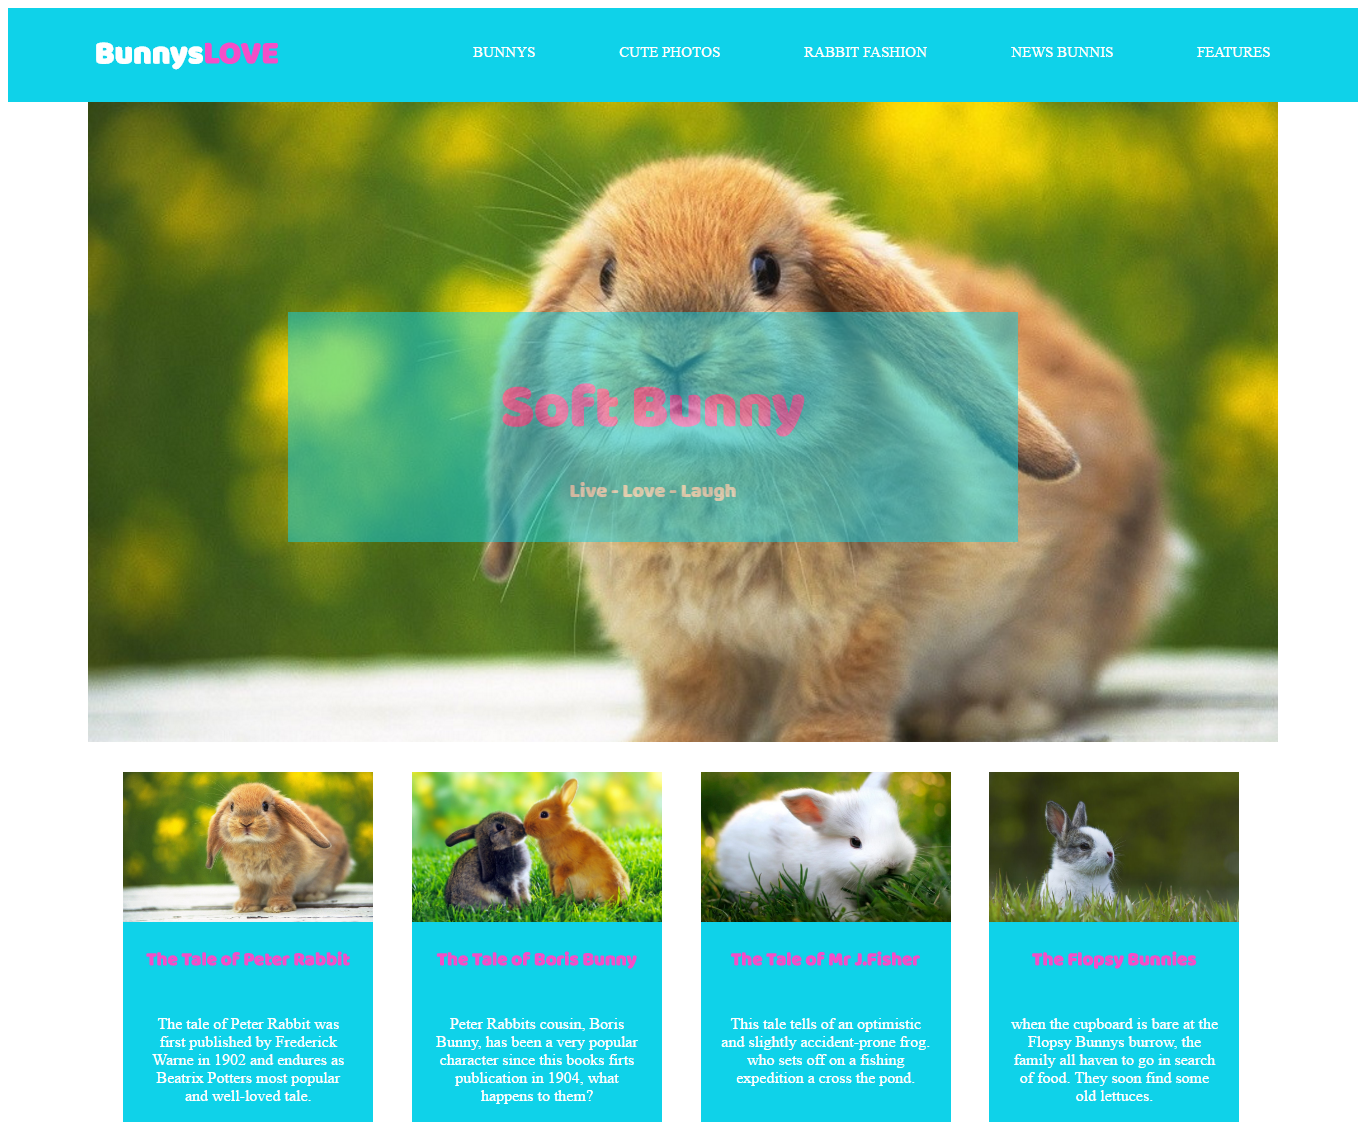 BunnysLOVE
BUNNYS
CUTE PHOTOS
RABBIT FASHION
NEWS BUNNIS
FEATURES
Soft Bunny
Live - Love - Laugh
The Tale of Peter Rabbit
The tale of Peter Rabbit was
first published by Frederick
Warne in 1902 and endures as
Beatrix Potters most popular
and well-loved tale.
The Tale of Boris Bunny
Peter Rabbits cousin, Boris
Bunny, has been a very popular
character since this books firts
publication in 1904, what
happens to them?
The Tale of Mr J.Fisher
This tale tells of an optimistic
and slightly accident-prone frog.
who sets off on a fishing
expedition a cross the pond.
The Flopsy Bunnies
when the cupboard is bare at the
Flopsy Bunnys burrow, the
family all haven to go in search
of food. They soon find some
old lettuces.